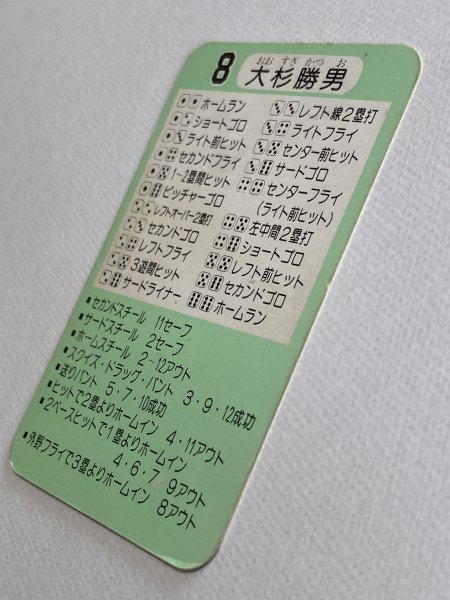 8 大杉勝男
おお すぎ かつ お
⚀⚀ホームラン
⚀⚁ショートゴロ
⚀⚂ライト前ヒット
⚀⚃セカンドフライ
⚀⚄1-2塁間ヒット
⚀⚅ピッチャーゴロ
⚁⚁レフトオーバー2塁打
⚁⚂セカンドゴロ
⚁⚃レフトフライ
⚁⚄3遊間ヒット
⚁⚅サードライナー
⚂⚂レフト線2塁打
⚂⚃ライトフライ
⚂⚄センター前ヒット
⚂⚅サードゴロ
⚃⚃センターフライ
(ライト前ヒット)
⚃⚄左中間2塁打
⚃⚅ショートゴロ
⚄⚄レフト前ヒット
⚄⚅セカンドゴロ
⚅⚅ホームラン
■セカンドスチール 11セーフ
■サードスチール 2セーフ
■ホームスチール 2-12アウト
■スクイズ・ドラッグ・バント 3・9・12成功
■送りバント 5・7・10成功
■ヒットで2塁よりホームイン 4・11アウト
■2ベースヒットで1塁よりホームイン
4・6・7・9アウト
■外野フライで3塁よりホームイン 8アウト